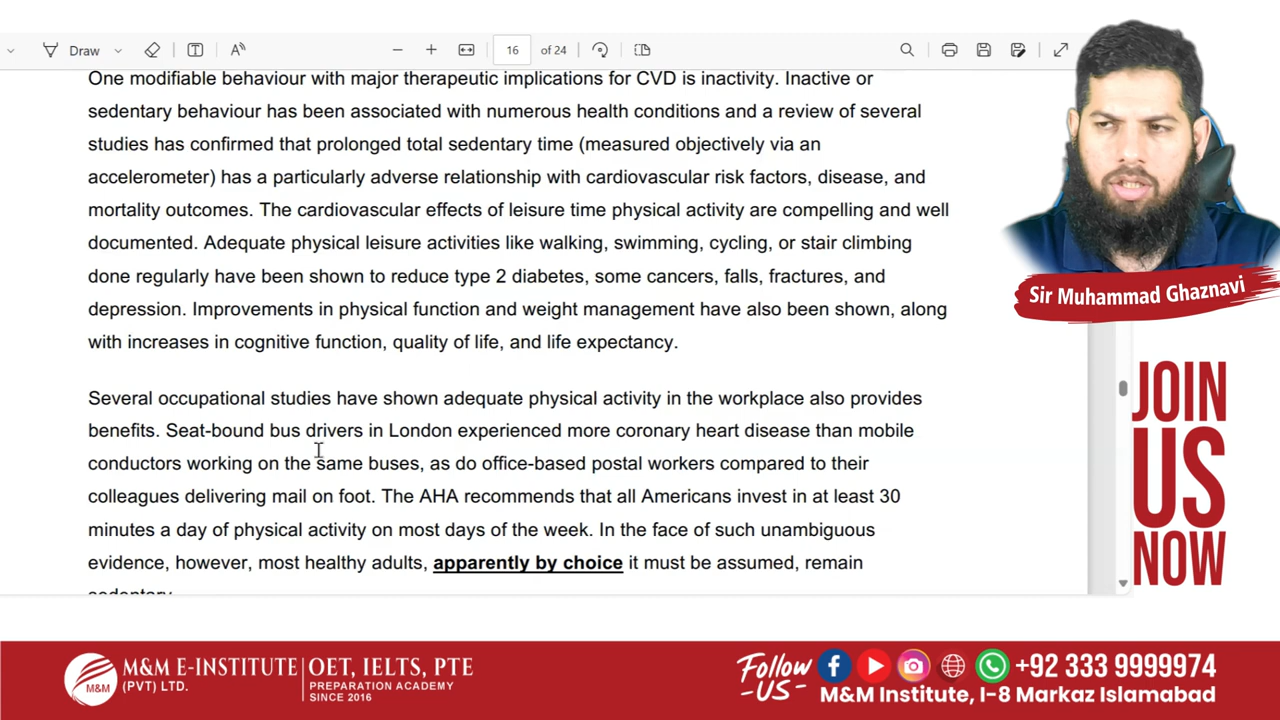 Draw
16 of 24
One modifiable behaviour with major therapeutic implications for CVD is inactivity. Inactive or
sedentary behaviour has been associated with numerous health conditions and a review of several
studies has confirmed that prolonged total sedentary time (measured objectively via an
accelerometer) has a particularly adverse relationship with cardiovascular risk factors, disease, and
mortality outcomes. The cardiovascular effects of leisure time physical activity are compelling and well
documented. Adequate physical leisure activities like walking, swimming, cycling, or stair climbing
done regularly have been shown to reduce type 2 diabetes, some cancers, falls, fractures, and
depression. Improvements in physical function and weight management have also been shown, along
with increases in cognitive function, quality of life, and life expectancy.
Several occupational studies have shown adequate physical activity in the workplace also provides
benefits. Seat-bound bus drivers in London experienced more coronary heart disease than mobile
conductors working on the same buses, as do office-based postal workers compared to their
colleagues delivering mail on foot. The AHA recommends that all Americans invest in at least 30
minutes a day of physical activity on most days of the week. In the face of such unambiguous
evidence, however, most healthy adults, apparently by choice it must be assumed, remain
sedentary.
Sir Muhammad Ghaznavi
JOIN
US
NOW
M&M
M&M E-INSTITUTE
(PVT) LTD.
OET, IELTS, PTE
PREPARATION ACADEMY
SINCE 2016
Follow
-US-
+92 333 9999974
M&M Institute, I-8 Markaz Islamabad